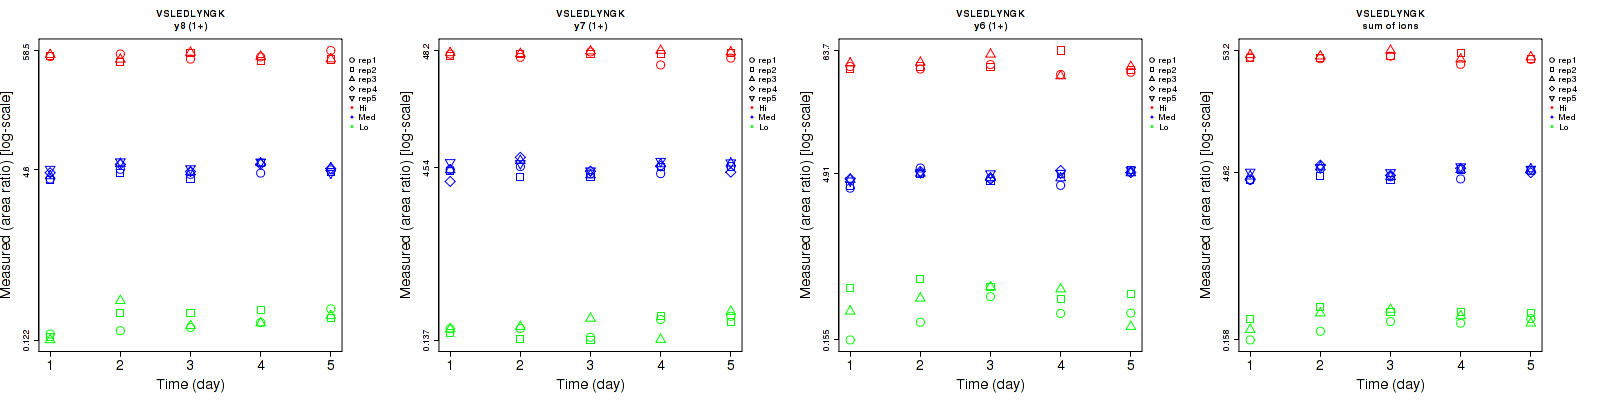 VSLEDLYNGK
y8 (1+)
Measured (area ratio) [log-scale]
58.5
4.8
0.122
1 2 3 4 5
Time (day)
rep1
rep2
rep3
rep4
rep5
Hi
Med
Lo
VSLEDLYNGK
y7 (1+)
Measured (area ratio) [log-scale]
48.2
4.54
0.137
1 2 3 4 5
Time (day)
rep1
rep2
rep3
rep4
rep5
Hi
Med
Lo
VSLEDLYNGK
y6 (1+)
Measured (area ratio) [log-scale]
63.7
4.91
0.155
1 2 3 4 5
Time (day)
rep1
rep2
rep3
rep4
rep5
Hi
Med
Lo
VSLEDLYNGK
sum of ions
Measured (area ratio) [log-scale]
53.2
4.82
0.158
1 2 3 4 5
Time (day)
rep1
rep2
rep3
rep4
rep5
Hi
Med
Lo